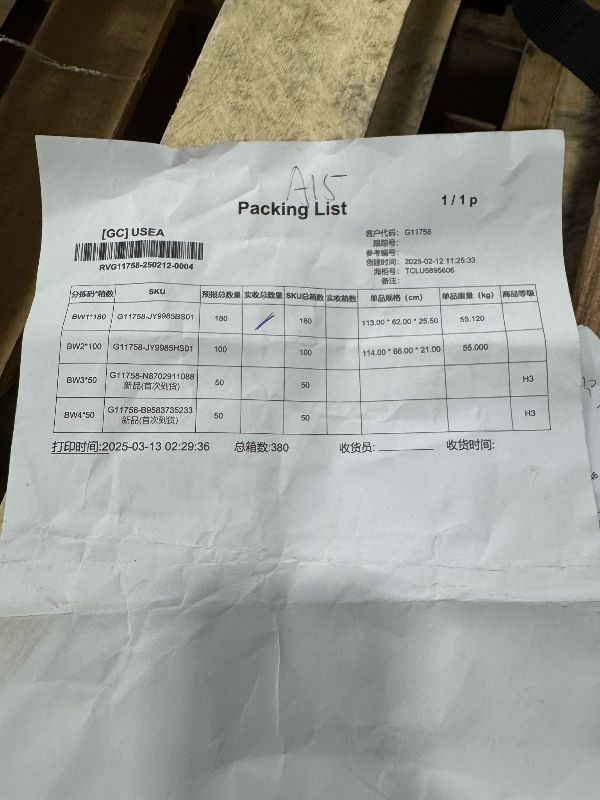 A15
Packing List
1 / 1 p
[GC] USEA
RVG11758-250212-0004
客户代码: G11758
跟踪号:
参考编号:
创建时间: 2025-02-12 11:25:33
海柜号: TCLU5895606
备注:
分拣码*箱数 SKU 预报总数量 实收总数量 SKU总箱数 实收箱数 单品规格（cm） 单品重量（kg） 商品等级
BW1*180 G11758-JY9985BS01 180 180 113.00 * 62.00 * 25.50 55.120
BW2*100 G11758-JY9985HS01 100 100 114.00 * 66.00 * 21.00 55.000
BW3*50 G11758-N8702911088 50 50 H3
新品(首次到货)
BW4*50 G11758-B9583735233 50 50 H3
新品(首次到货)
打印时间:2025-03-13 02:29:36 总箱数:380 收货员: 收货时间: